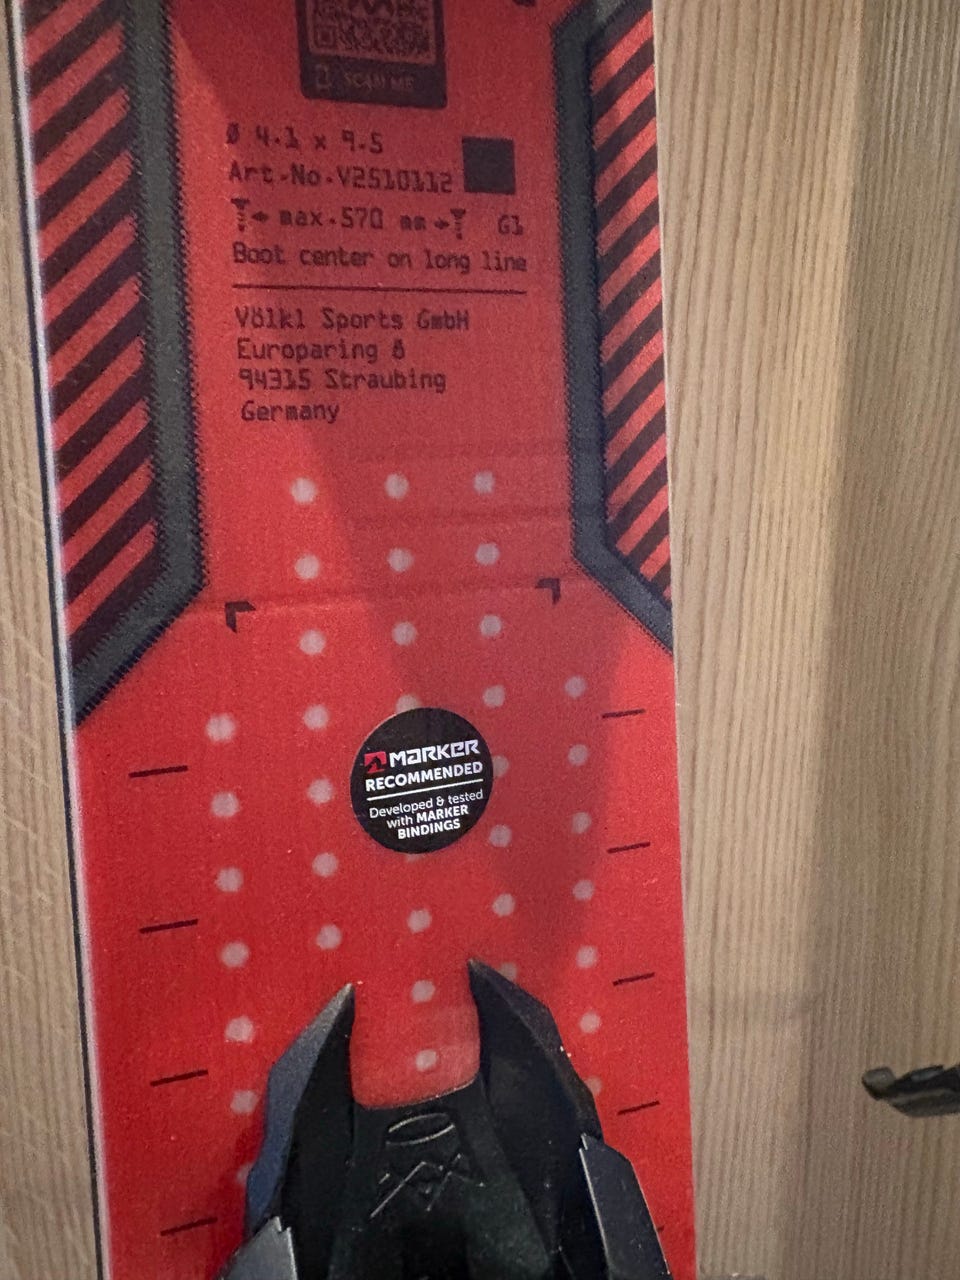 SCAN ME
Ø 4.1 x 9.5
Art.No.V2510112
max.570 mm G1
Boot center on long line
Völkl Sports GmbH
Europaring 8
94315 Straubing
Germany
MARKER
RECOMMENDED
Developed & tested
with MARKER
BINDINGS